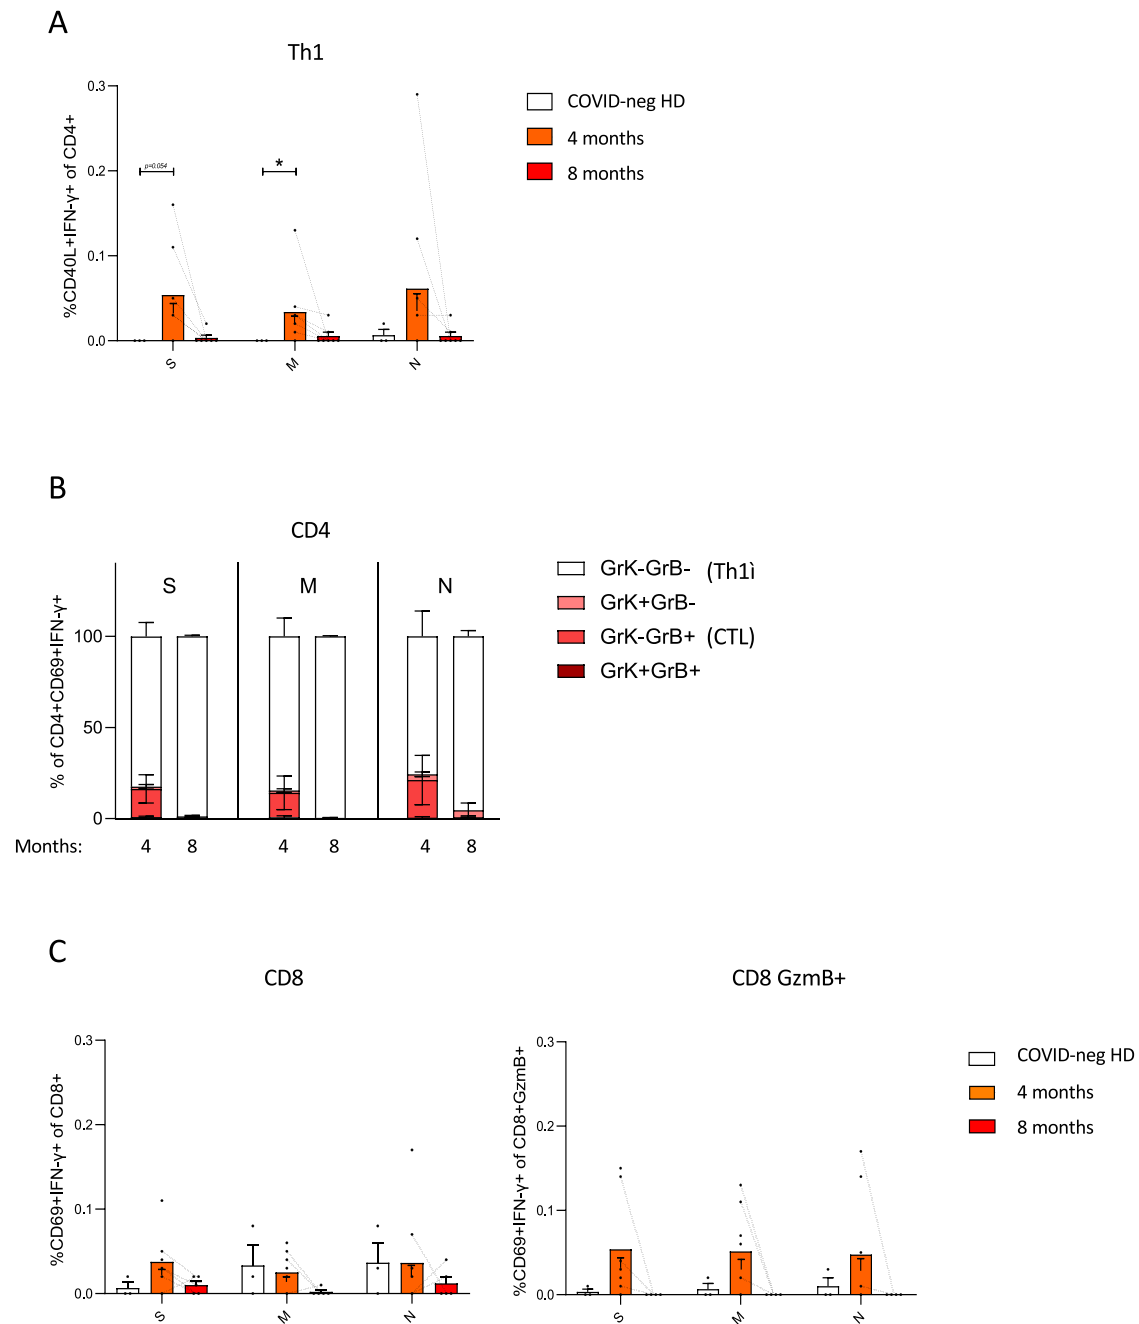 A
Th1
%CD40L+IFN-γ+ of CD4+
0.3
0.2
0.1
0.0
p=0.054
*
S
M
N
COVID-neg HD
4 months
8 months
B
CD4
% of CD4+CD69+IFN-γ+
100
50
0
S
M
N
Months:
4
8
4
8
4
8
GrK-GrB- (Th1ì
GrK+GrB-
GrK-GrB+ (CTL)
GrK+GrB+
C
CD8
%CD69+IFN-γ+ of CD8+
0.3
0.2
0.1
0.0
S
M
N
CD8 GzmB+
%CD69+IFN-γ+ of CD8+GzmB+
0.3
0.2
0.1
0.0
S
M
N
COVID-neg HD
4 months
8 months